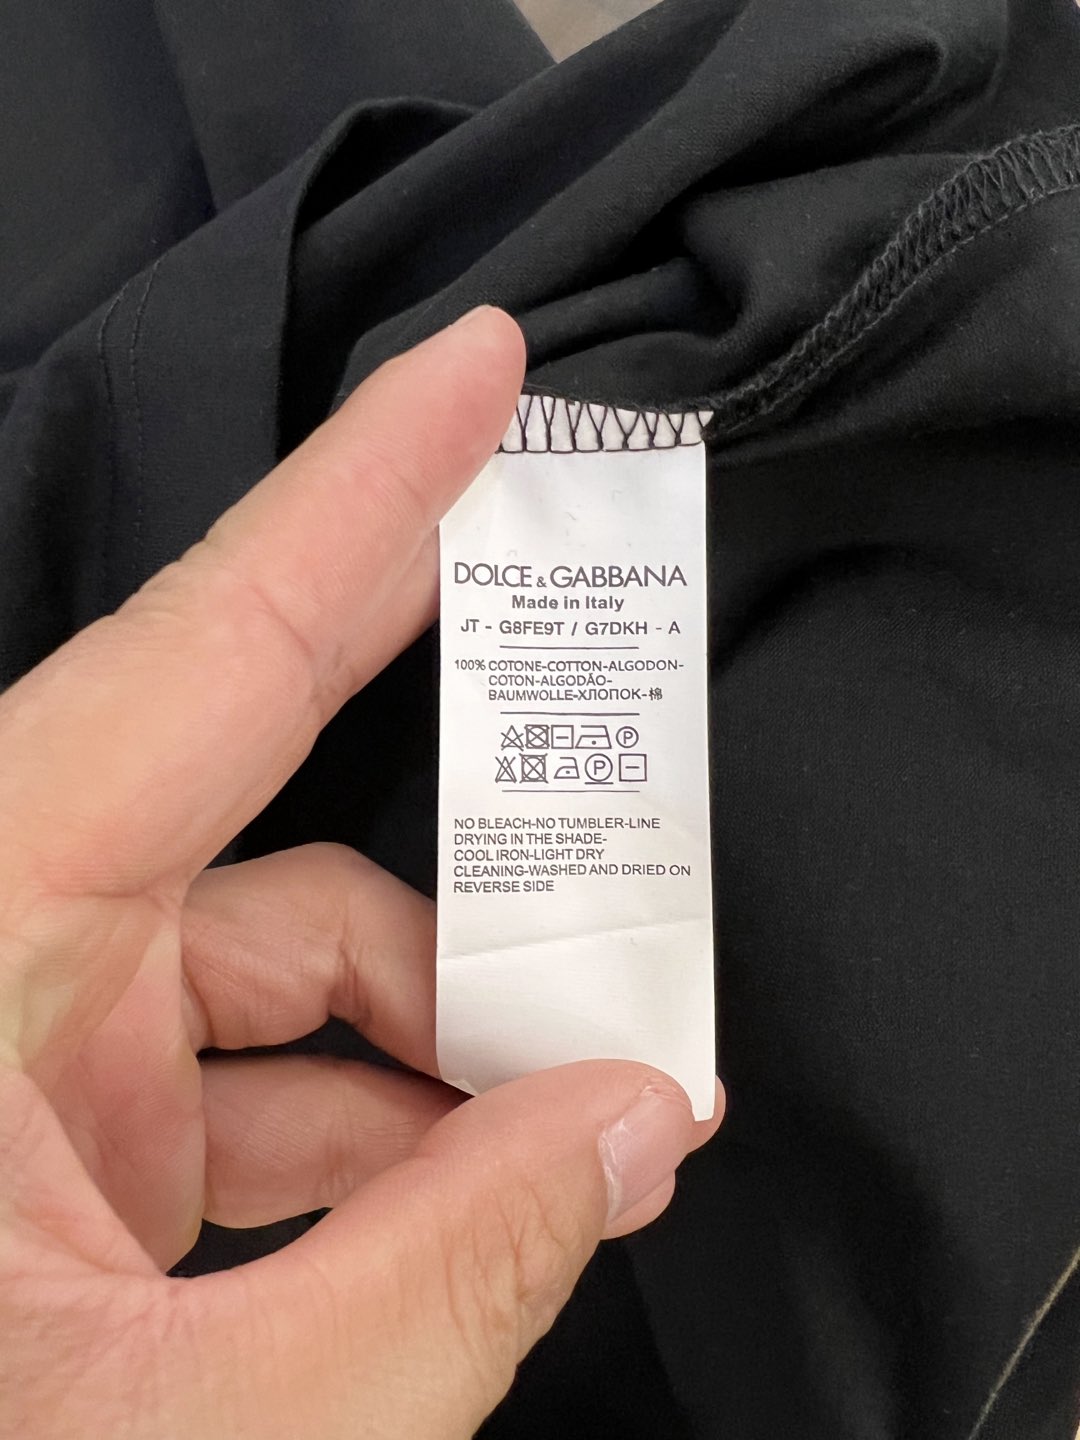 DOLCE & GABBANA
Made in Italy
JT - G8FE9T / G7DKH - A
100% COTONE-COTTON-ALGODON-
COTON-ALGODÃO-
BAUMWOLLE-ХЛОПОК-棉
P
P
NO BLEACH-NO TUMBLER-LINE
DRYING IN THE SHADE-
COOL IRON-LIGHT DRY
CLEANING-WASHED AND DRIED ON
REVERSE SIDE